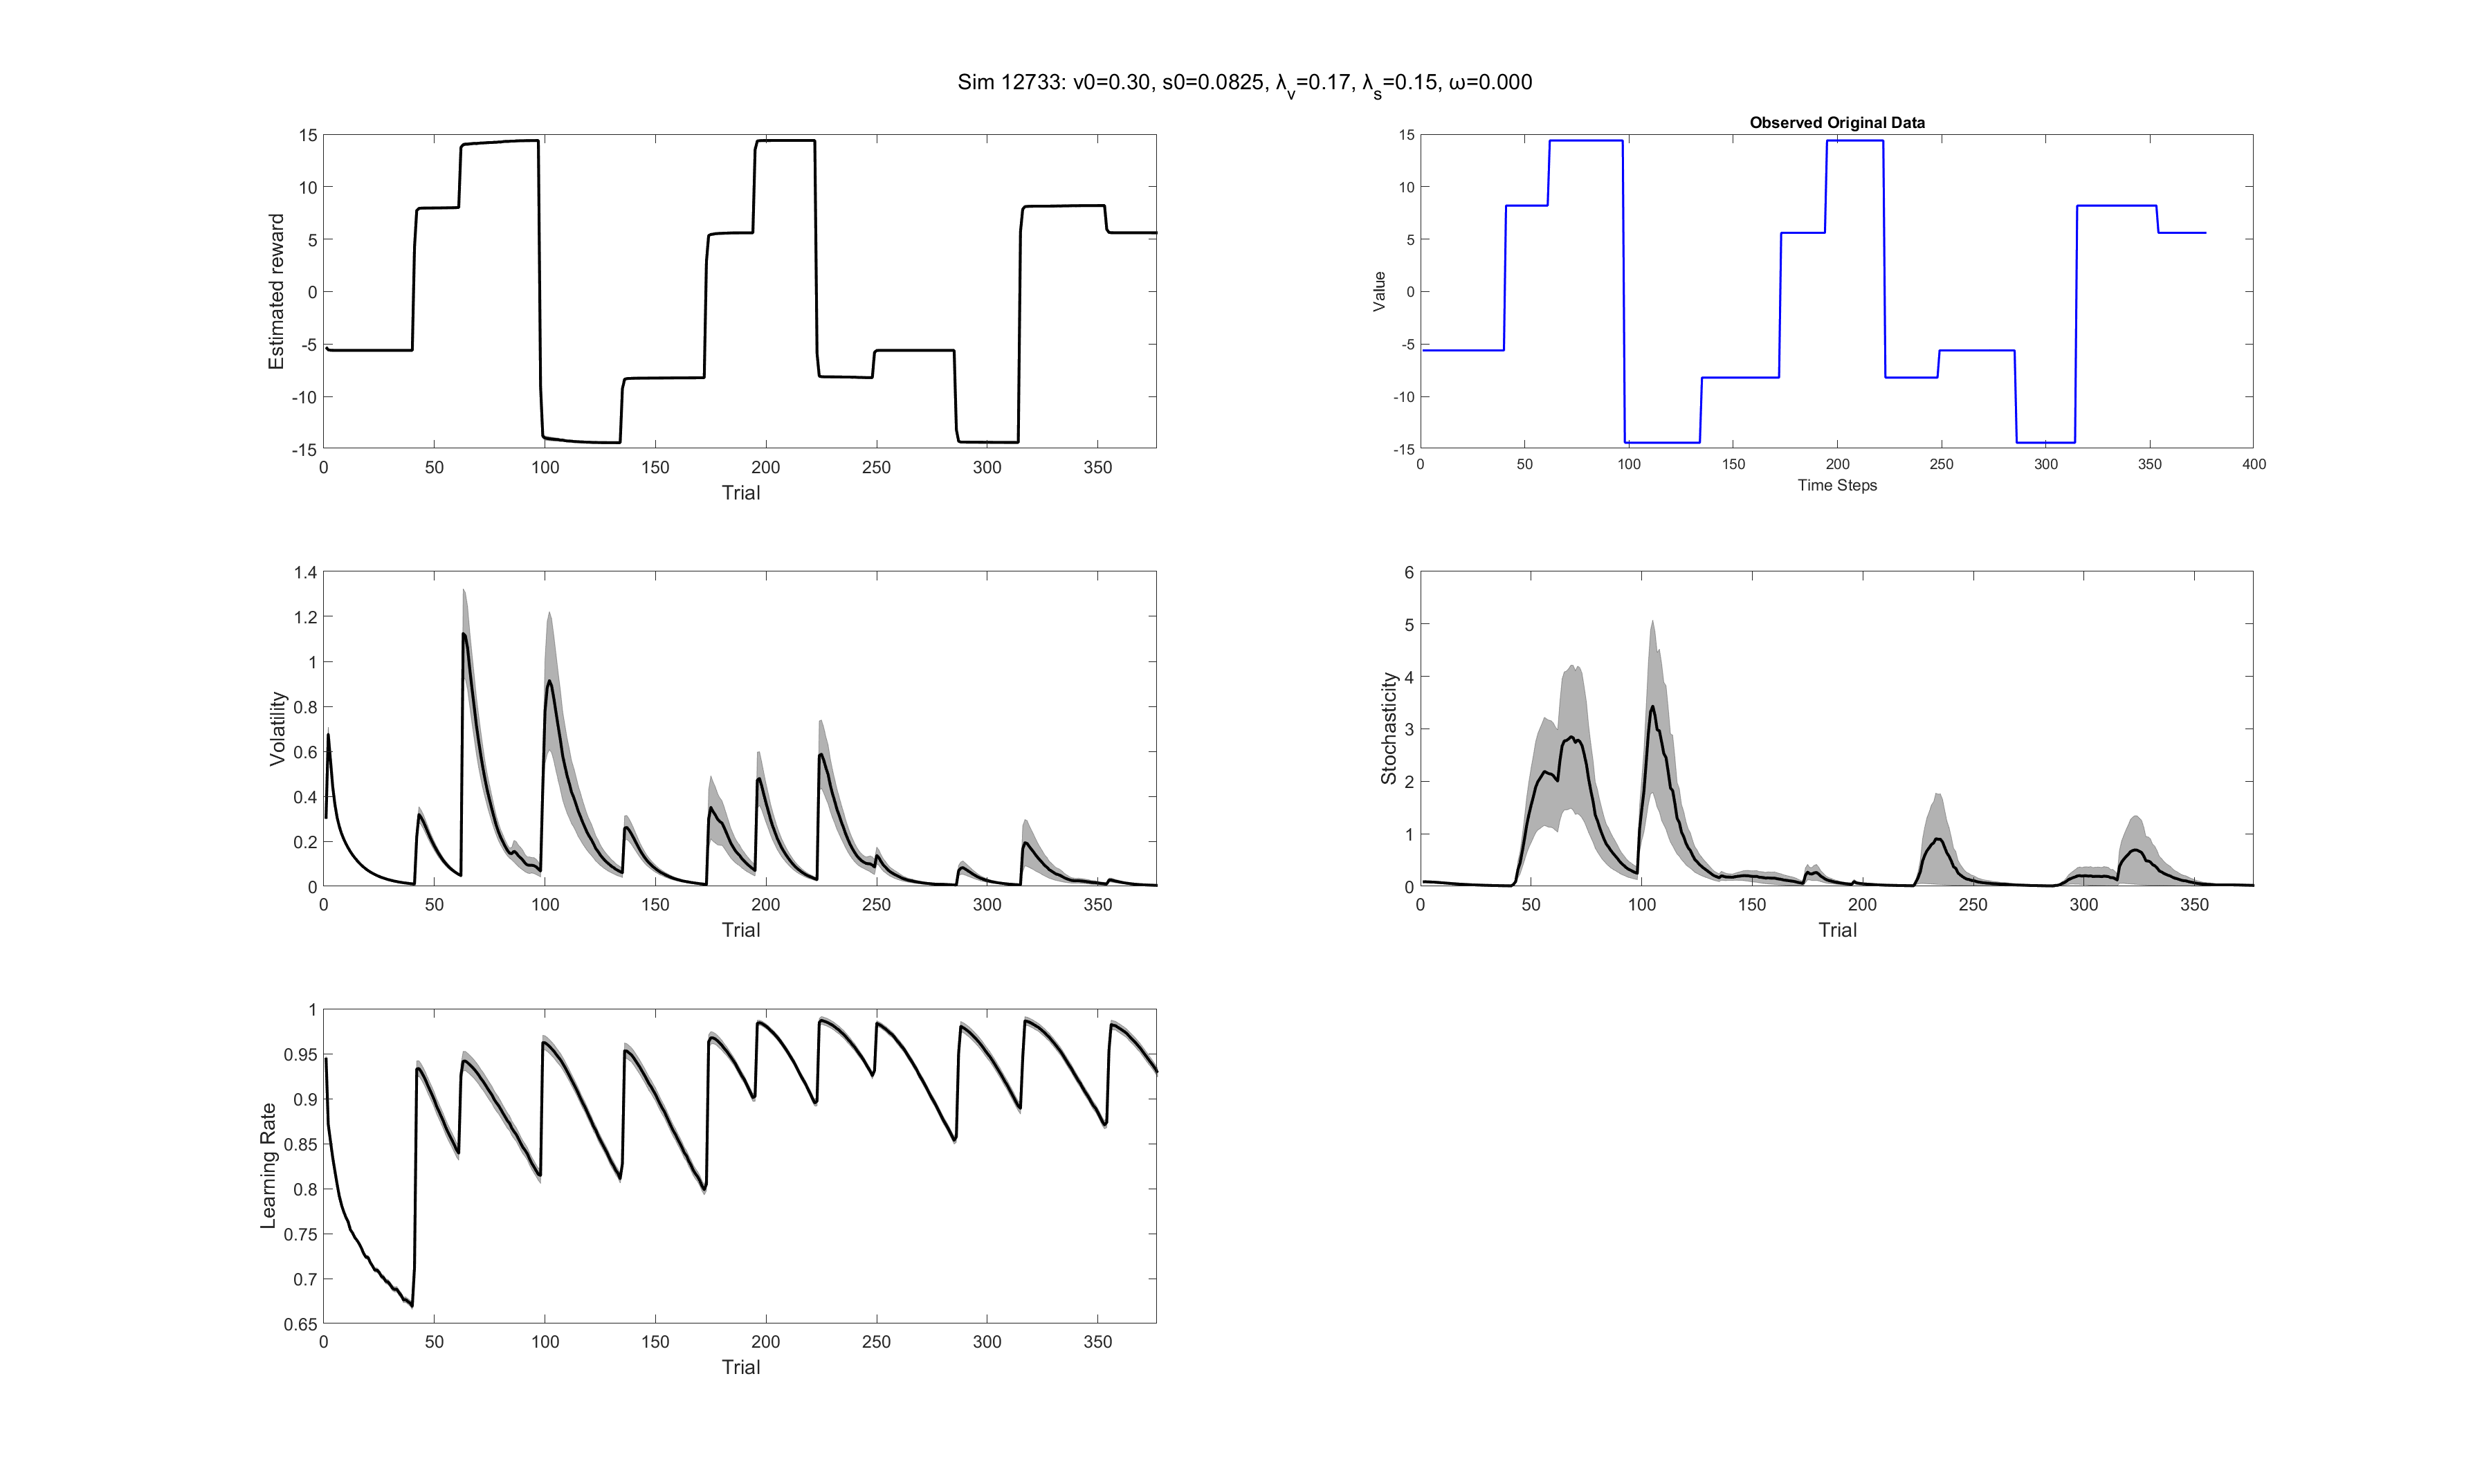 Sim 12733: v0=0.30, s0=0.0825, λv=0.17, λs=0.15, ω=0.000
15
10
5
0
-5
-10
-15
Estimated reward
0 50 100 150 200 250 300 350
Trial
Observed Original Data
15
10
5
0
-5
-10
-15
Value
0 50 100 150 200 250 300 350 400
Time Steps
1.4
1.2
1
0.8
0.6
0.4
0.2
0
Volatility
0 50 100 150 200 250 300 350
Trial
6
5
4
3
2
1
0
Stochasticity
0 50 100 150 200 250 300 350
Trial
1
0.95
0.9
0.85
0.8
0.75
0.7
0.65
Learning Rate
0 50 100 150 200 250 300 350
Trial